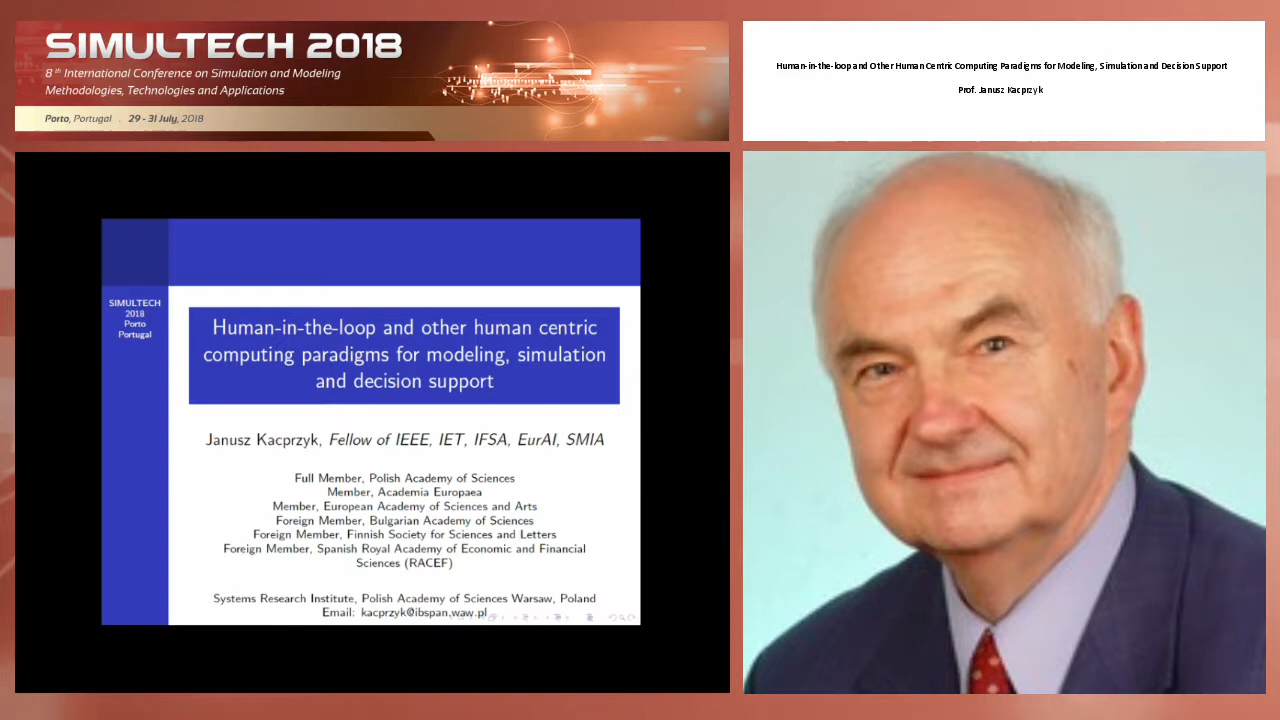 SIMULTECH 2018
8th International Conference on Simulation and Modeling
Methodologies, Technologies and Applications
Porto, Portugal . 29 - 31 July, 2018
Human-in-the-loop and Other Human Centric Computing Paradigms for Modeling, Simulation and Decision Support
Prof. Janusz Kacprzyk
SIMULTECH
2018
Porto
Portugal
Human-in-the-loop and other human centric
computing paradigms for modeling, simulation
and decision support
Janusz Kacprzyk, Fellow of IEEE, IET, IFSA, EurAI, SMIA
Full Member, Polish Academy of Sciences
Member, Academia Europaea
Member, European Academy of Sciences and Arts
Foreign Member, Bulgarian Academy of Sciences
Foreign Member, Finnish Society for Sciences and Letters
Foreign Member, Spanish Royal Academy of Economic and Financial
Sciences (RACEF)
Systems Research Institute, Polish Academy of Sciences Warsaw, Poland
Email: kacprzyk@ibspan.waw.pl